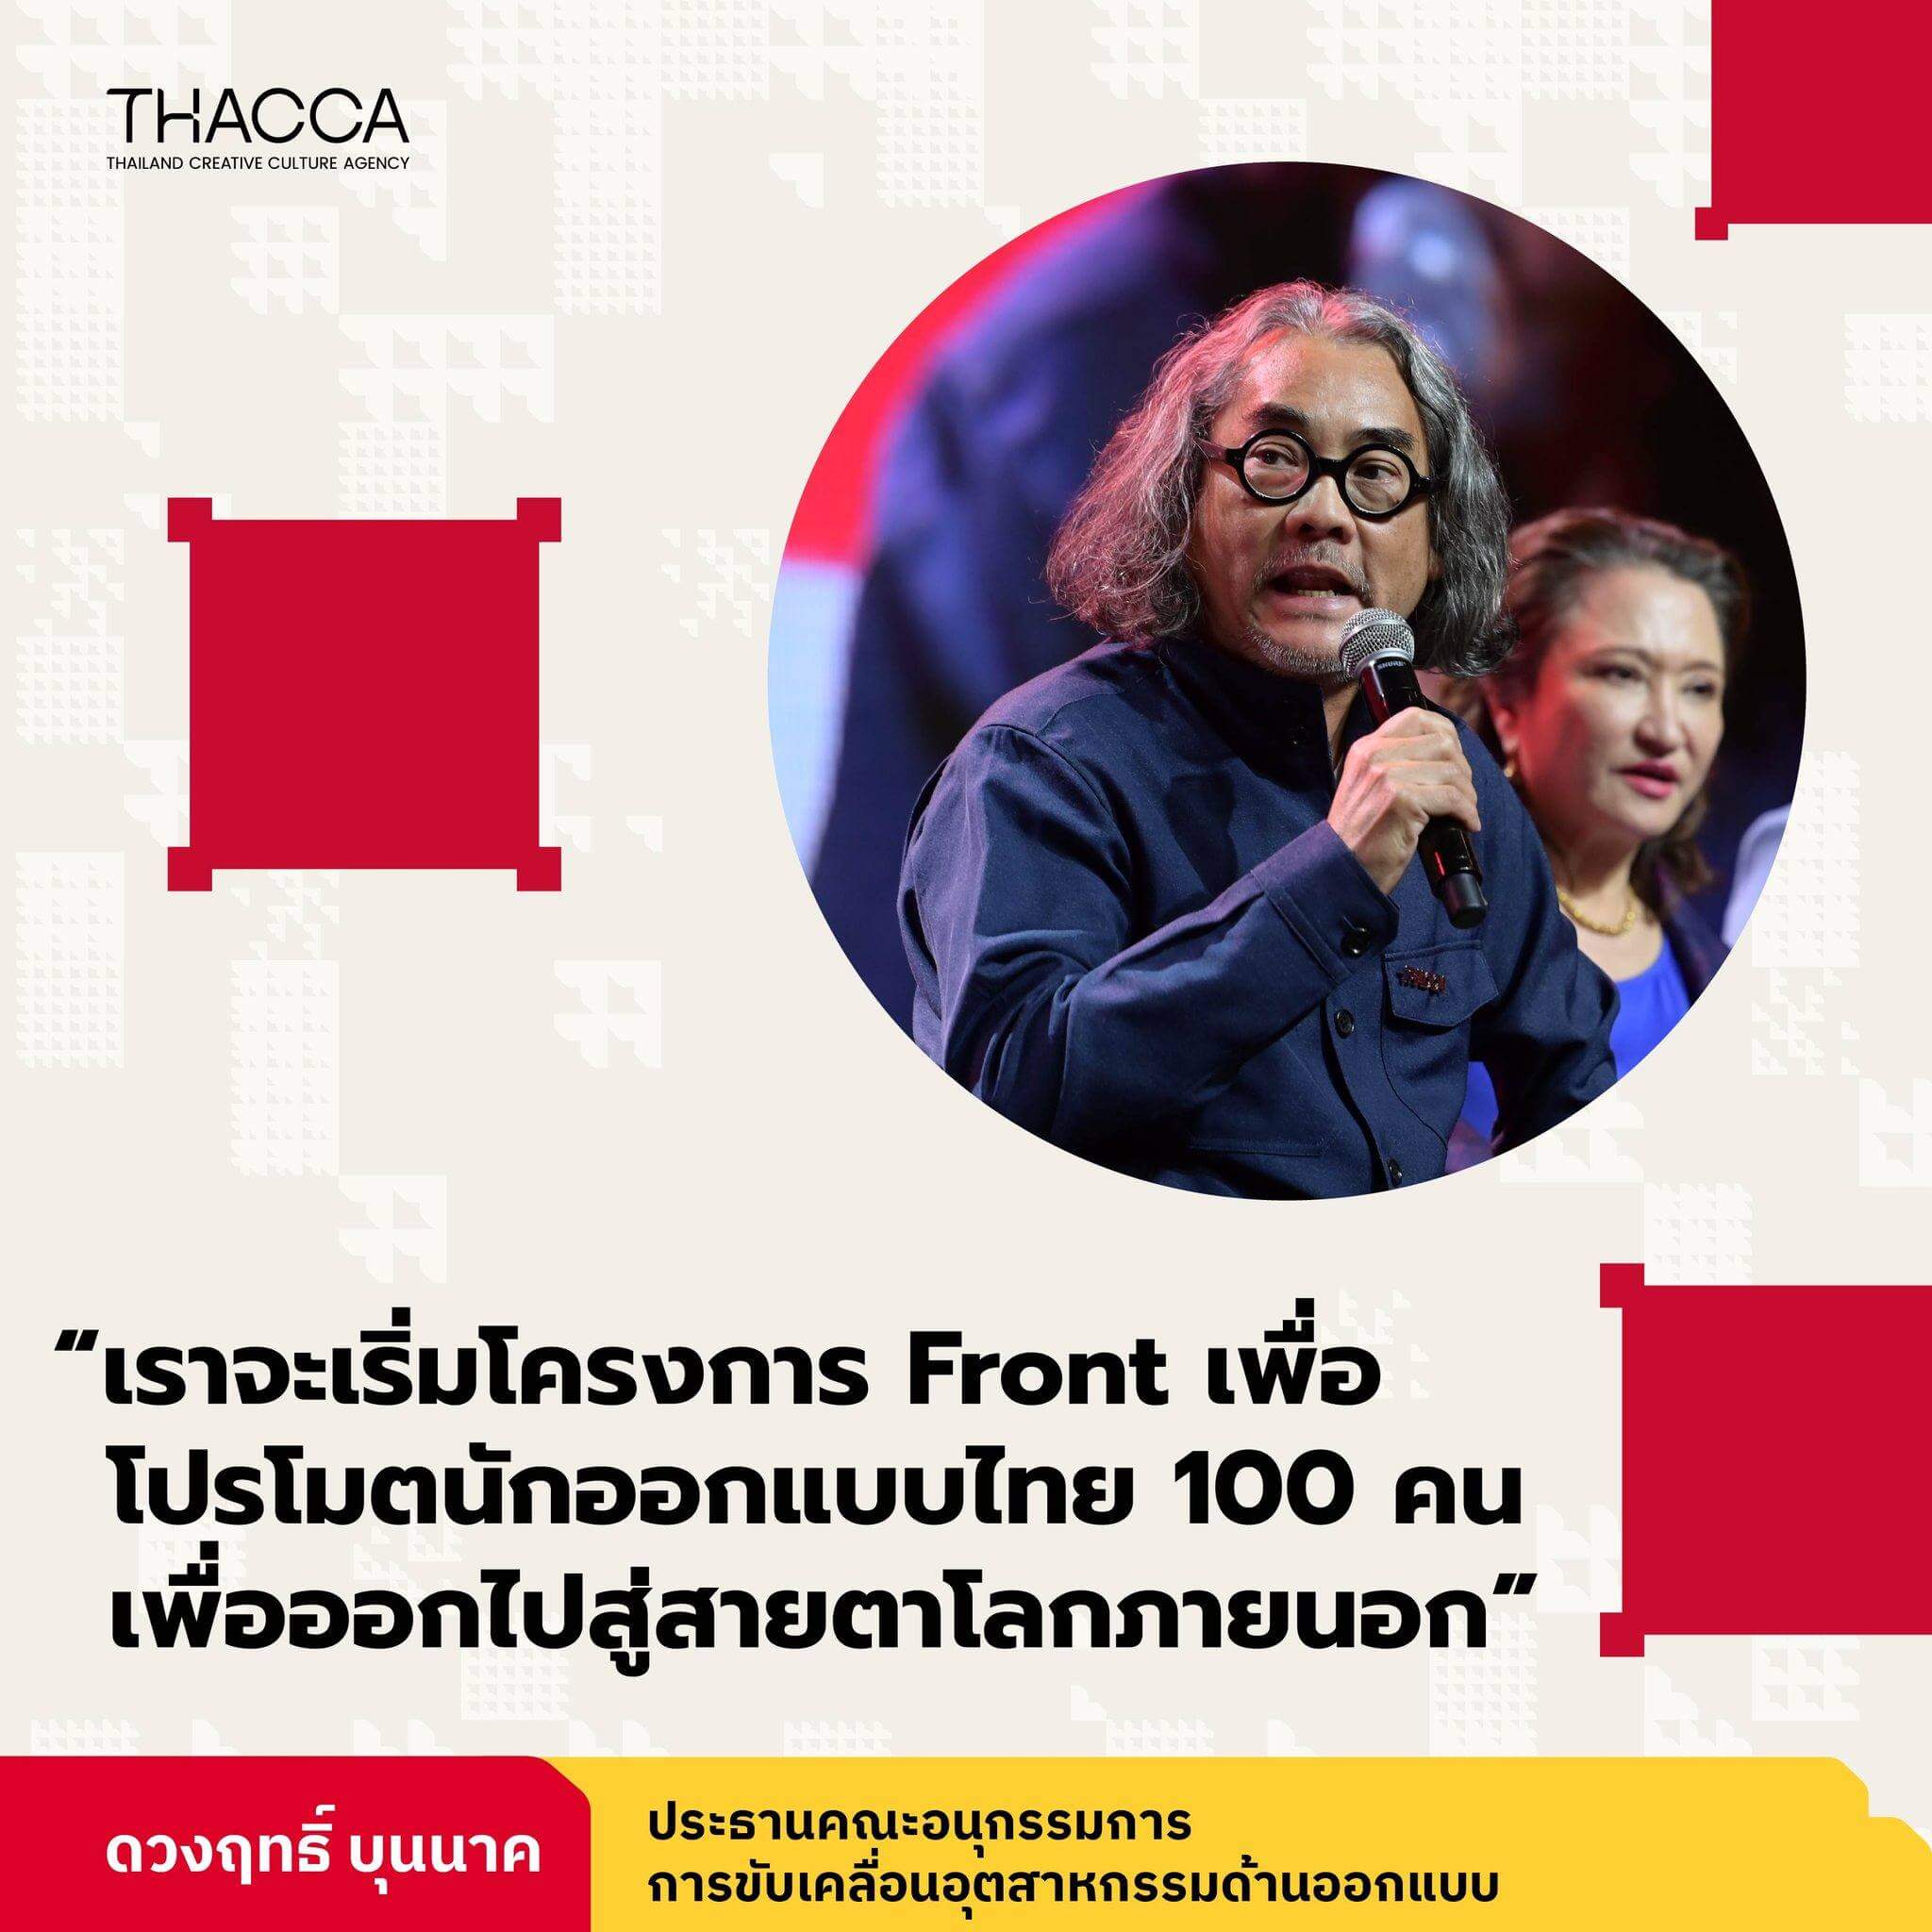 THACCA
THAILAND CREATIVE CULTURE AGENCY
“เราจะเริ่มโครงการ Front เพื่อ
โปรโมตนักออกแบบไทย 100 คน
เพื่อออกไปสู่สายตาโลกภายนอก”
ดวงฤทธิ์ บุนนาค
ประธานคณะอนุกรรมการ
การขับเคลื่อนอุตสาหกรรมด้านออกแบบ